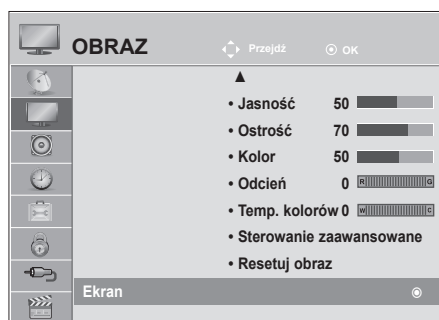 OBRAZ Przejdź OK
▲
• Jasność 50
• Ostrość 70
• Kolor 50
• Odcień 0 R G
• Temp. kolorów 0 W C
• Sterowanie zaawansowane
• Resetuj obraz
Ekran